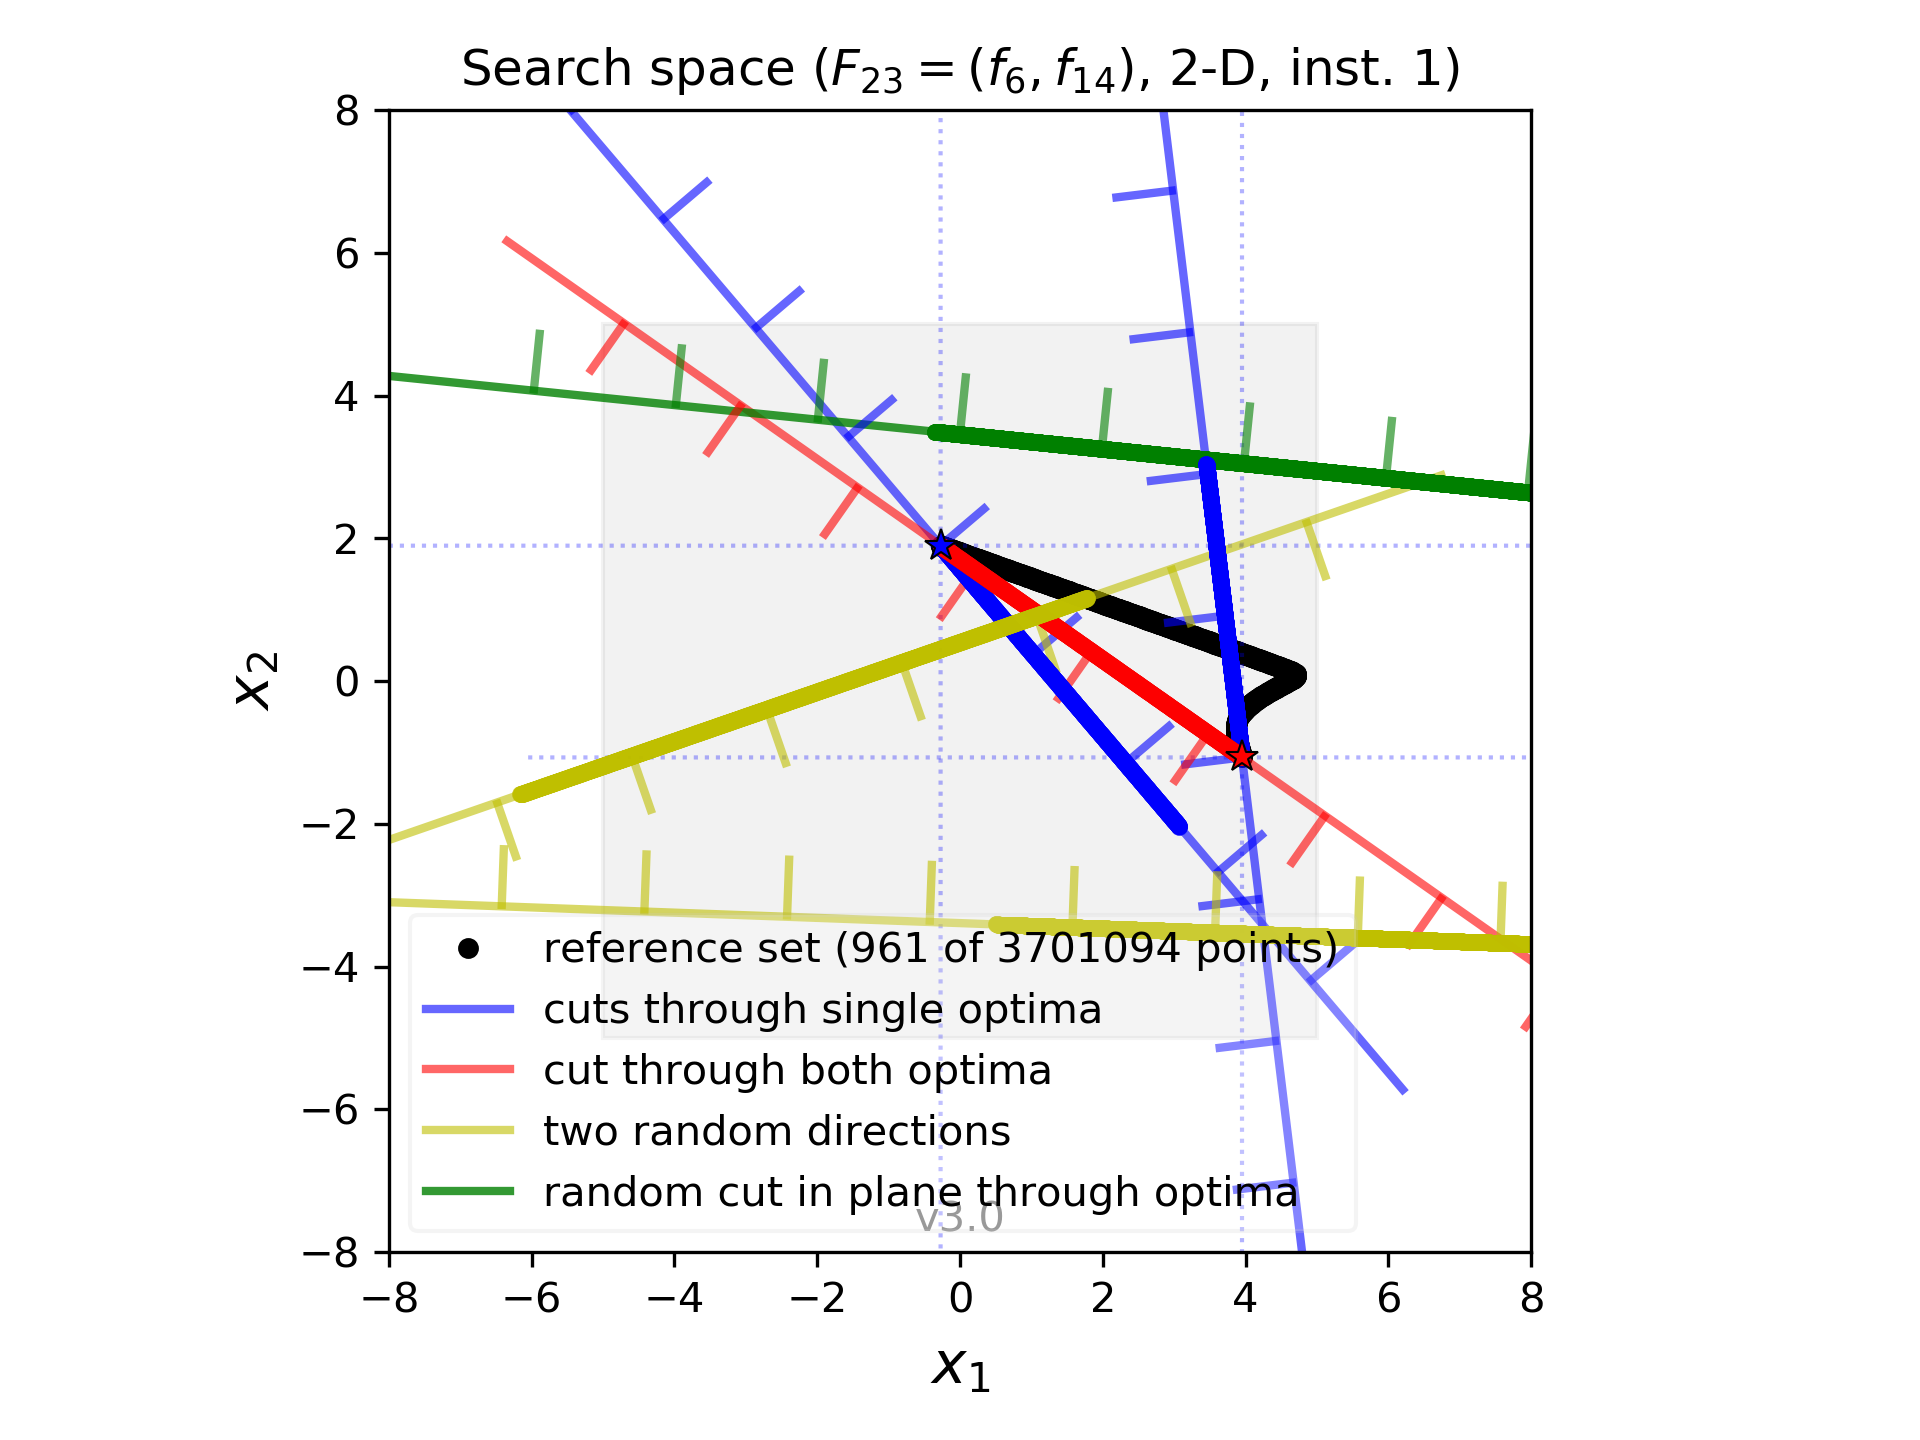 Search space (F₂₃ = (f₆, f₁₄), 2-D, inst. 1)
8
6
4
2
0
−2
−4
−6
−8
x₂
reference set (961 of 3701094 points)
cuts through single optima
cut through both optima
two random directions
random cut in plane through optima
v3.0
−8 −6 −4 −2 0 2 4 6 8
x₁